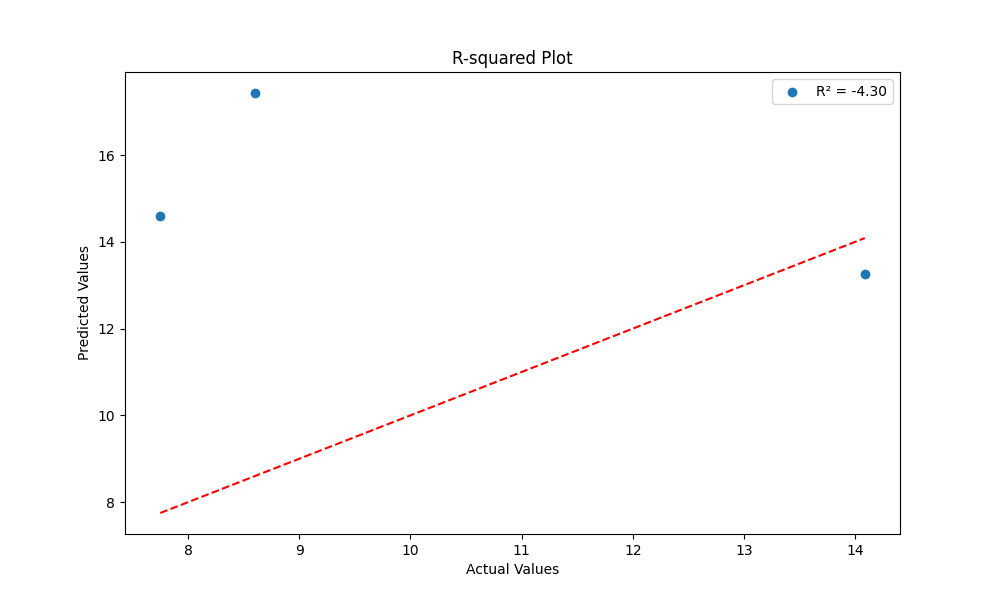 R-squared Plot
R² = -4.30
Predicted Values
16
14
12
10
8
8 9 10 11 12 13 14
Actual Values